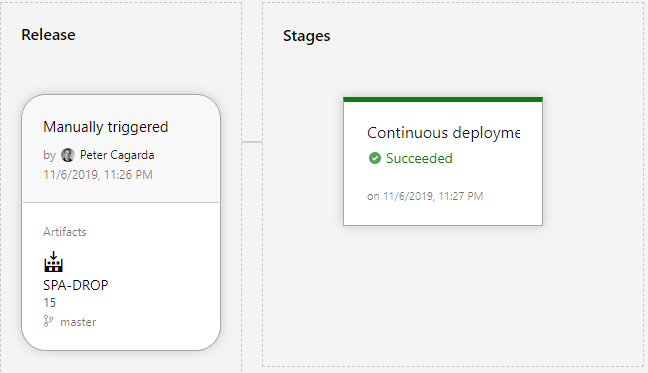 Release
Manually triggered
by Peter Cagarda
11/6/2019, 11:26 PM
Artifacts
SPA-DROP
15
master
Stages
Continuous deployme
Succeeded
on 11/6/2019, 11:27 PM